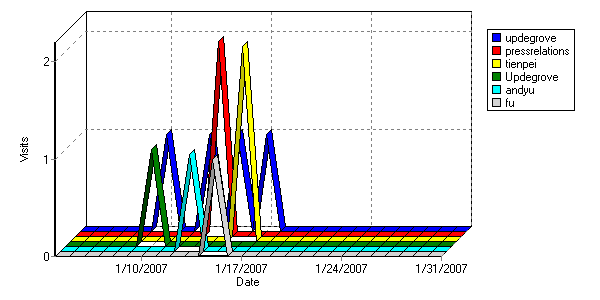 2
1
0
Visits
1/10/2007
1/17/2007
1/24/2007
1/31/2007
Date
updegrove
pressrelations
tienpei
Updegrove
andyu
fu